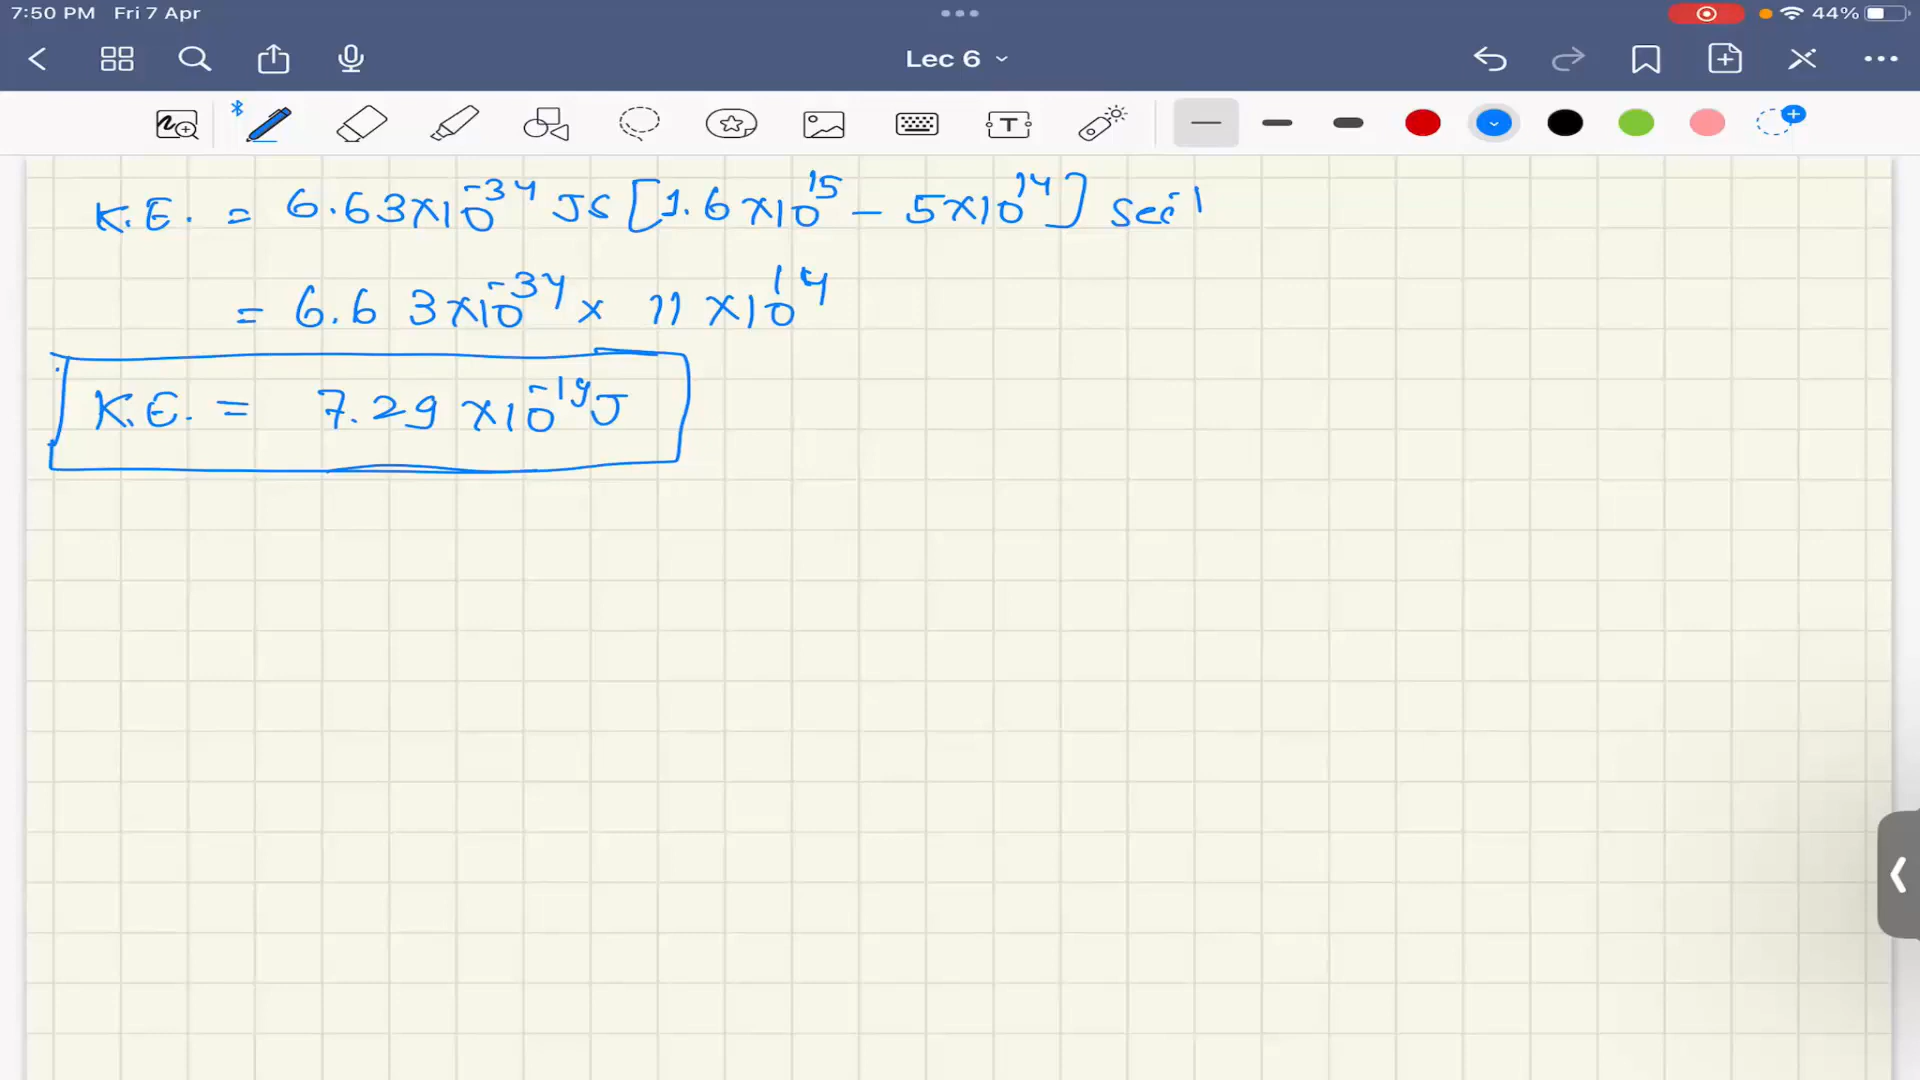 7:50 PM Fri 7 Apr
44%
Lec 6
T
K.E. = 6.63×10⁻³⁴ JS [1.6×10¹⁵ – 5×10¹⁴] sec⁻¹
= 6.63×10⁻³⁴ × 11 ×10¹⁴
K.E. = 7.29 ×10⁻¹⁹J